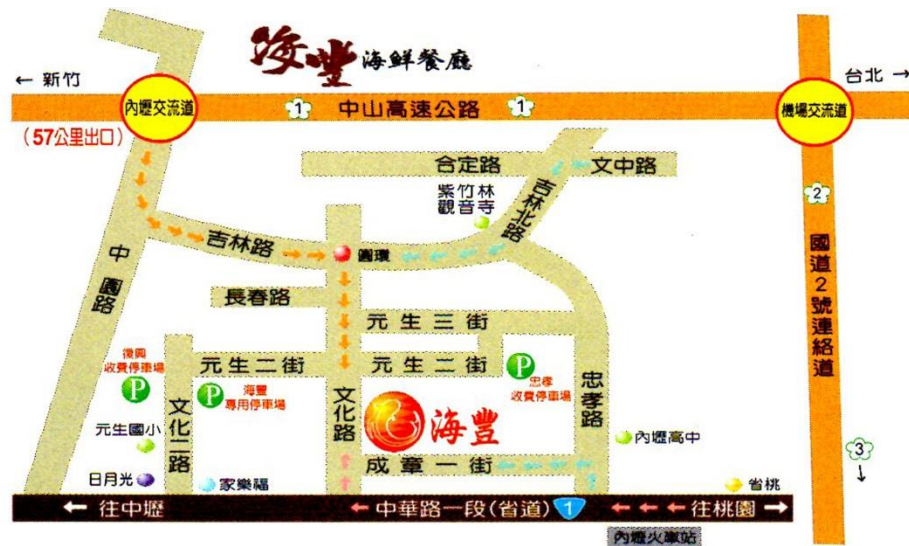 海豐海鮮餐廳
← 新竹
台北 →
內壢交流道
1
中山高速公路
1
機場交流道
(57公里出口)
合定路
文中路
紫竹林
觀音寺
吉林北路
2
吉林路
圓環
中園路
國道2號連絡道
長春路
元生三街
復興
收費停車場
P
元生二街
P
海豐
專用停車場
元生二街
P
忠孝
收費停車場
文化二路
文化路
海豐
忠孝路
元生國小
內壢高中
3
↓
日月光
家樂福
成章一街
省桃
← 往中壢
← 中華路一段(省道) 1
← ← ← 往桃園 →
內壢火車站